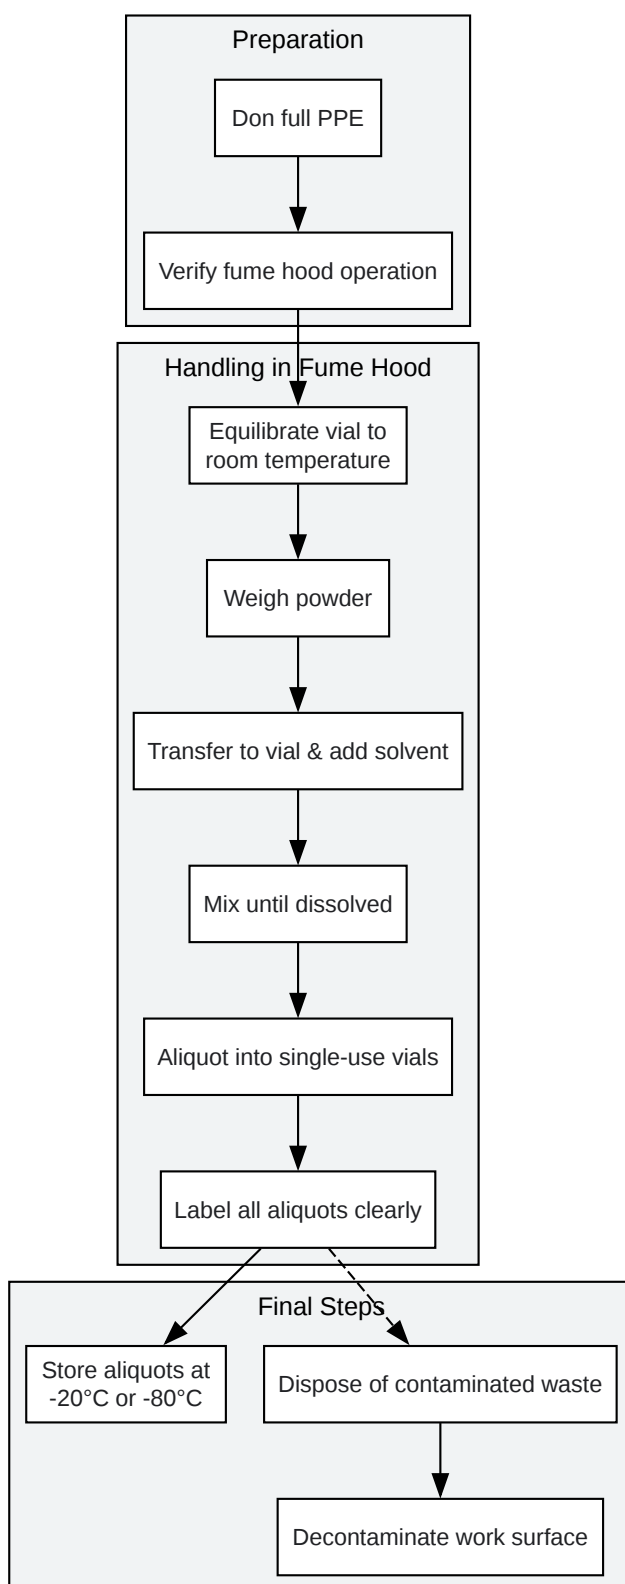 Preparation
Don full PPE
Verify fume hood operation
Handling in Fume Hood
Equilibrate vial to
room temperature
Weigh powder
Transfer to vial & add solvent
Mix until dissolved
Aliquot into single-use vials
Label all aliquots clearly
Final Steps
Store aliquots at
-20°C or -80°C
Dispose of contaminated waste
Decontaminate work surface